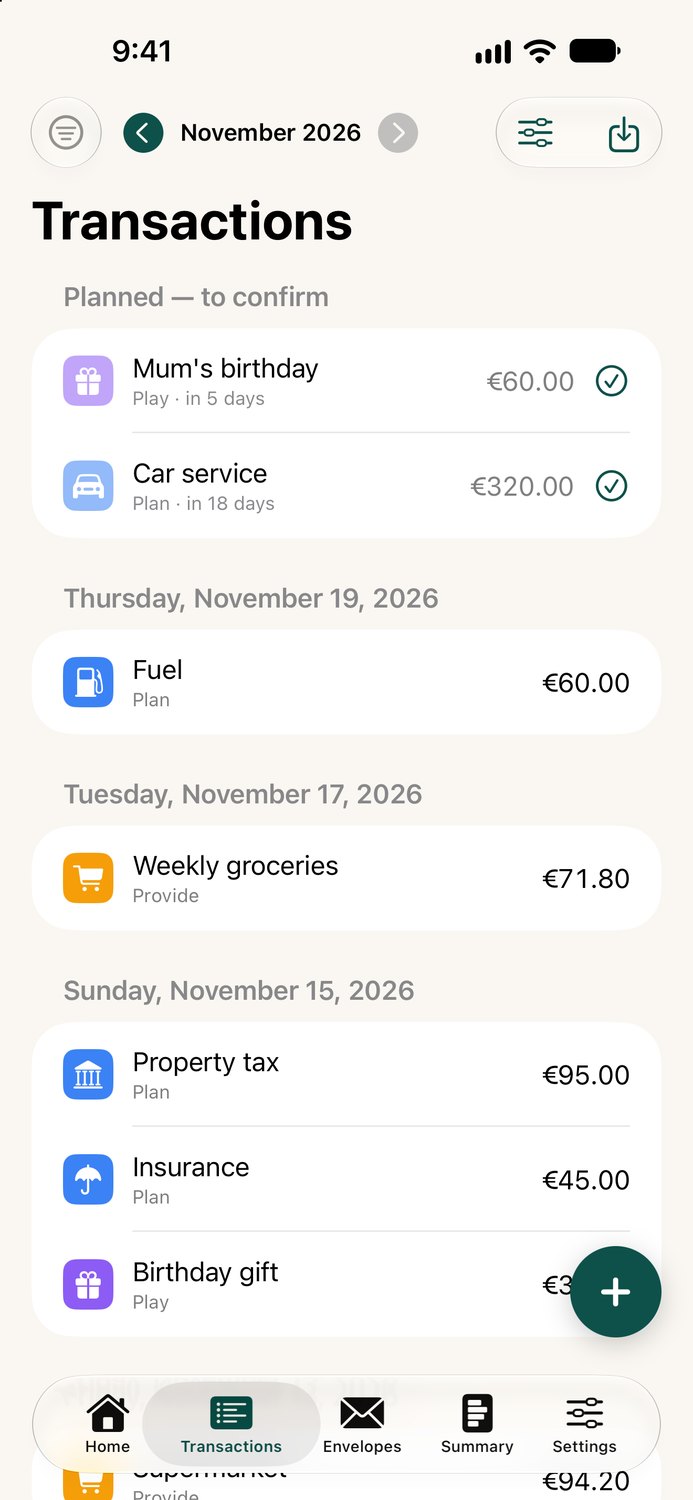 9:41
November 2026
Transactions
Planned — to confirm
Mum's birthday
€60.00
Play · in 5 days
Car service
€320.00
Plan · in 18 days
Thursday, November 19, 2026
Fuel
€60.00
Plan
Tuesday, November 17, 2026
Weekly groceries
€71.80
Provide
Sunday, November 15, 2026
Property tax
€95.00
Plan
Insurance
€45.00
Plan
Birthday gift
€3
Play
Home
Transactions
Envelopes
Summary
Settings
Supermarket
€94.20
Provide